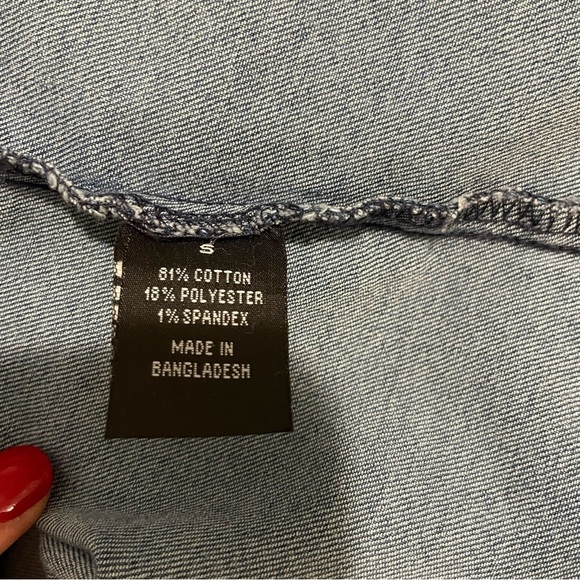 S
81% COTTON
18% POLYESTER
1% SPANDEX
MADE IN
BANGLADESH